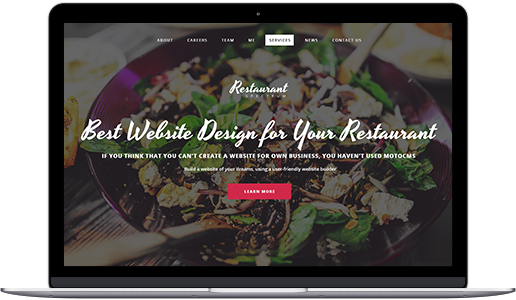 ABOUT CAREERS TEAM ME SERVICES NEWS CONTACT US
Restaurant
SPECTRUM
Best Website Design for Your Restaurant
IF YOU THINK THAT YOU CAN'T CREATE A WEBSITE FOR OWN BUSINESS, YOU HAVEN'T USED MOTOCMS
Build a website of your dreams, using a user-friendly website builder
LEARN MORE